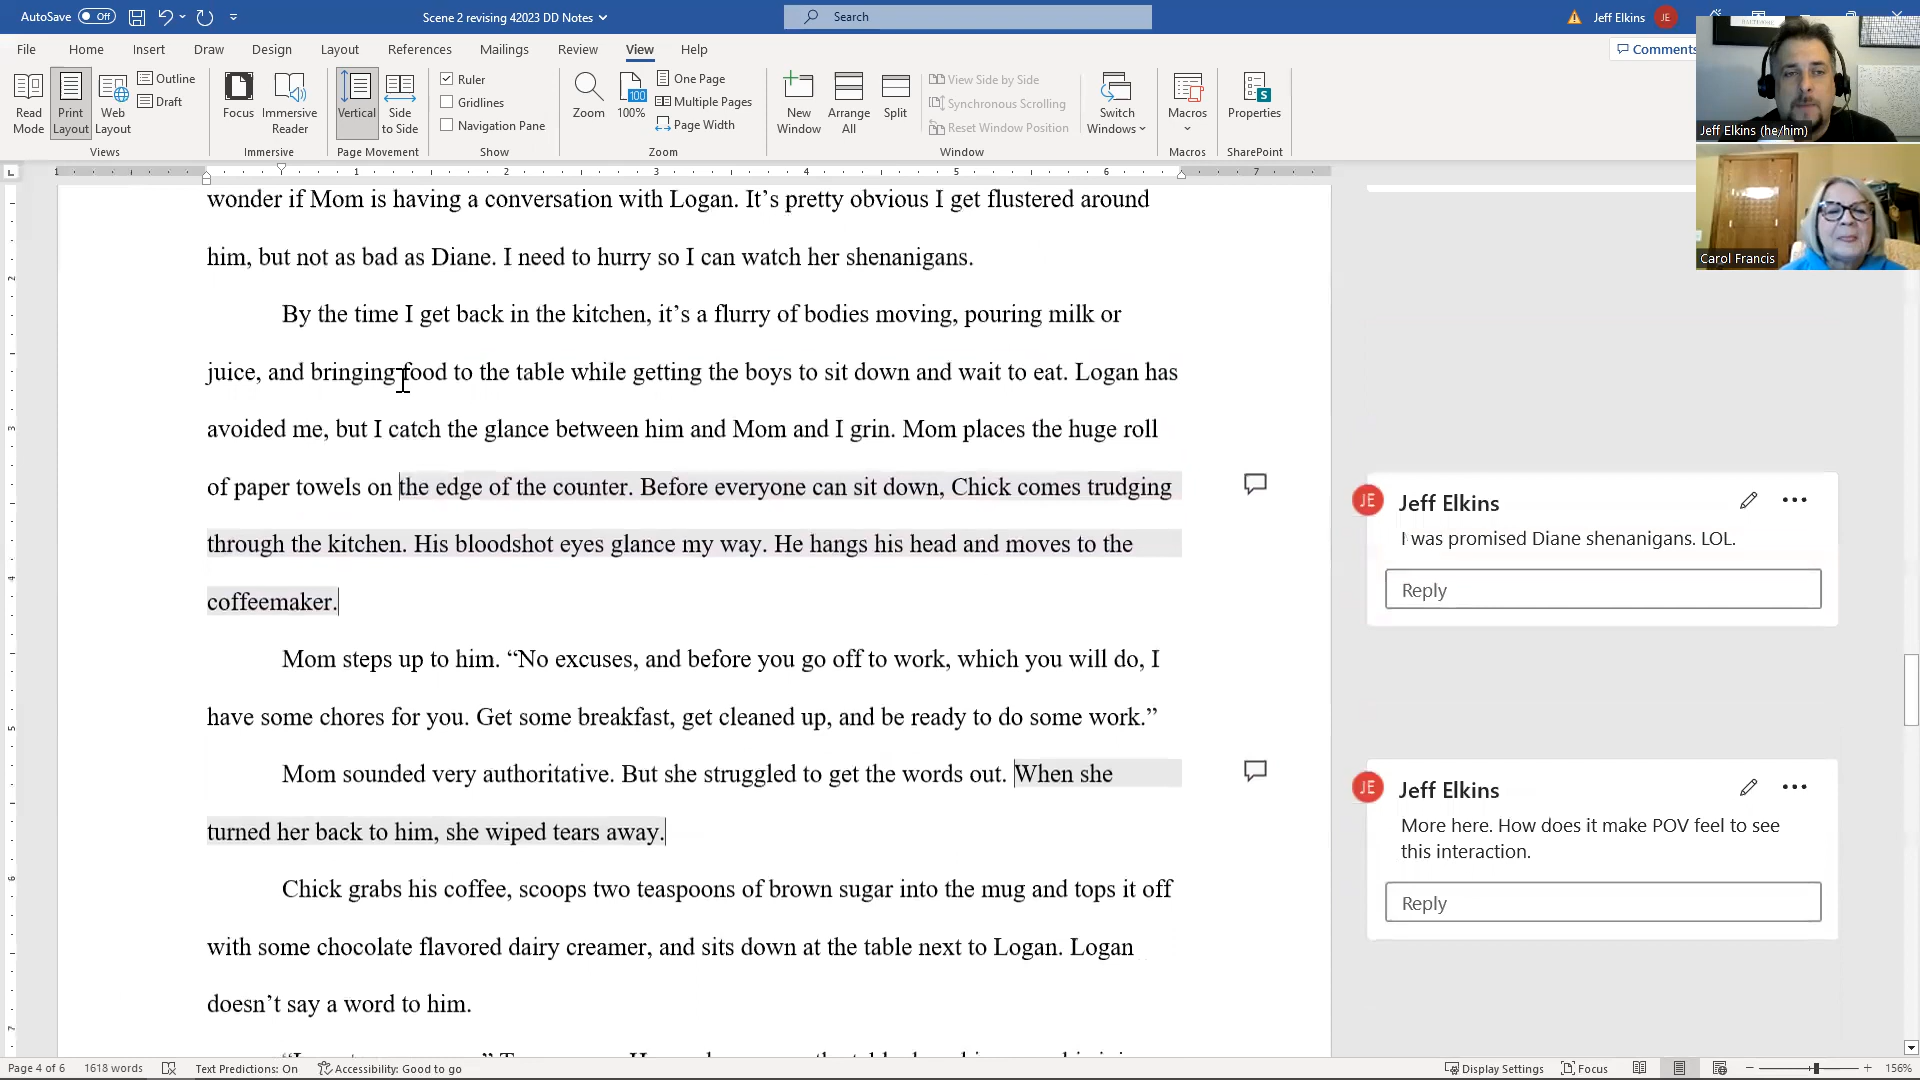 AutoSave Off
Scene 2 revising 42023 DD Notes
Search
Jeff Elkins JE
File Home Insert Draw Design Layout References Mailings Review View Help
Comments
Read Mode
Print Layout
Web Layout
Outline
Draft
Views
Focus
Immersive Reader
Immersive
Vertical
Side to Side
Page Movement
Ruler
Gridlines
Navigation Pane
Show
Zoom
100
100%
One Page
Multiple Pages
Page Width
Zoom
New Window
Arrange All
Split
View Side by Side
Synchronous Scrolling
Reset Window Position
Switch Windows
Window
Macros
Macros
Properties
SharePoint
Jeff Elkins (he/him)
Carol Francis
1 1 2 3 4 5 6 7
wonder if Mom is having a conversation with Logan. It’s pretty obvious I get flustered around
him, but not as bad as Diane. I need to hurry so I can watch her shenanigans.
By the time I get back in the kitchen, it’s a flurry of bodies moving, pouring milk or
juice, and bringing food to the table while getting the boys to sit down and wait to eat. Logan has
avoided me, but I catch the glance between him and Mom and I grin. Mom places the huge roll
of paper towels on the edge of the counter. Before everyone can sit down, Chick comes trudging
through the kitchen. His bloodshot eyes glance my way. He hangs his head and moves to the
coffeemaker.
Mom steps up to him. “No excuses, and before you go off to work, which you will do, I
have some chores for you. Get some breakfast, get cleaned up, and be ready to do some work.”
Mom sounded very authoritative. But she struggled to get the words out. When she
turned her back to him, she wiped tears away.
Chick grabs his coffee, scoops two teaspoons of brown sugar into the mug and tops it off
with some chocolate flavored dairy creamer, and sits down at the table next to Logan. Logan
doesn’t say a word to him.
JE Jeff Elkins
I was promised Diane shenanigans. LOL.
Reply
JE Jeff Elkins
More here. How does it make POV feel to see
this interaction.
Reply
Page 4 of 6 1618 words Text Predictions: On Accessibility: Good to go Display Settings Focus 156%